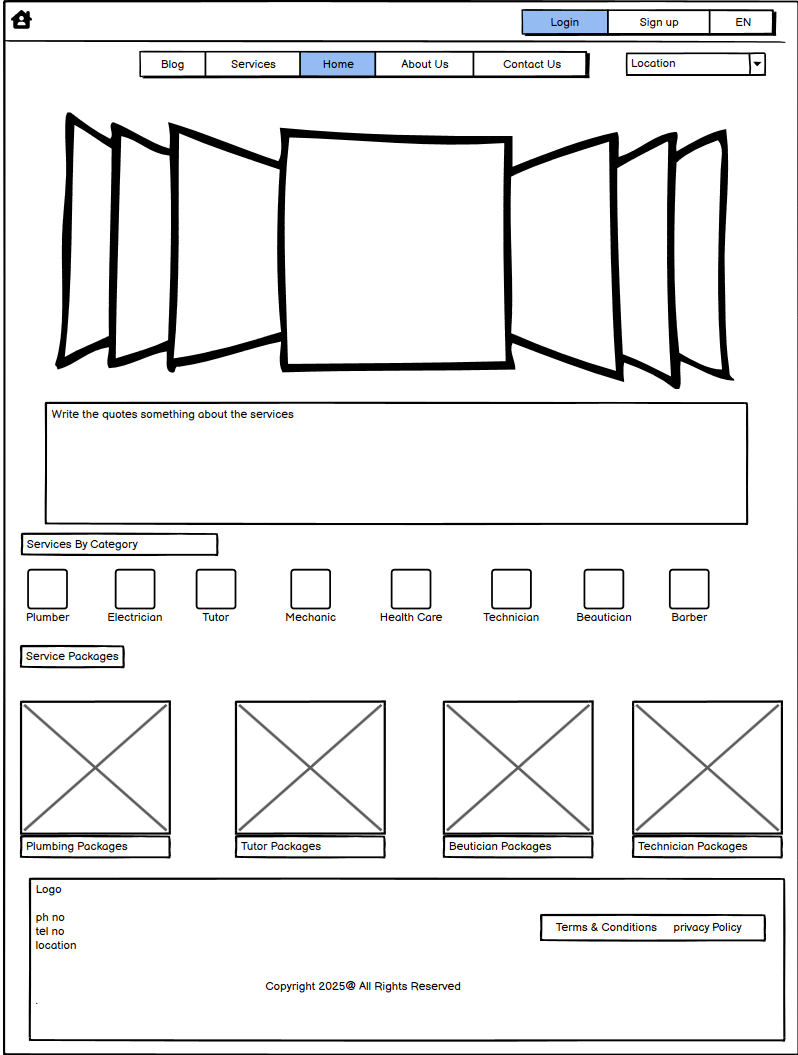 Login Sign up EN
Blog Services Home About Us Contact Us Location
Write the quotes something about the services
Services By Category
Plumber Electrician Tutor Mechanic Health Care Technician Beautician Barber
Service Packages
Plumbing Packages Tutor Packages Beutician Packages Technician Packages
Logo
ph no
tel no
location
Terms & Conditions privacy Policy
Copyright 2025@ All Rights Reserved
.